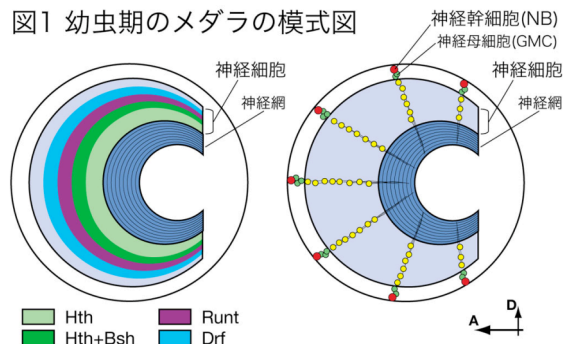 図1 幼虫期のメダラの模式図
神経幹細胞(NB)
神経母細胞(GMC)
神経細胞
神経網
神経細胞
神経網
Hth
Runt
Hth+Bsh
Drf
D
A